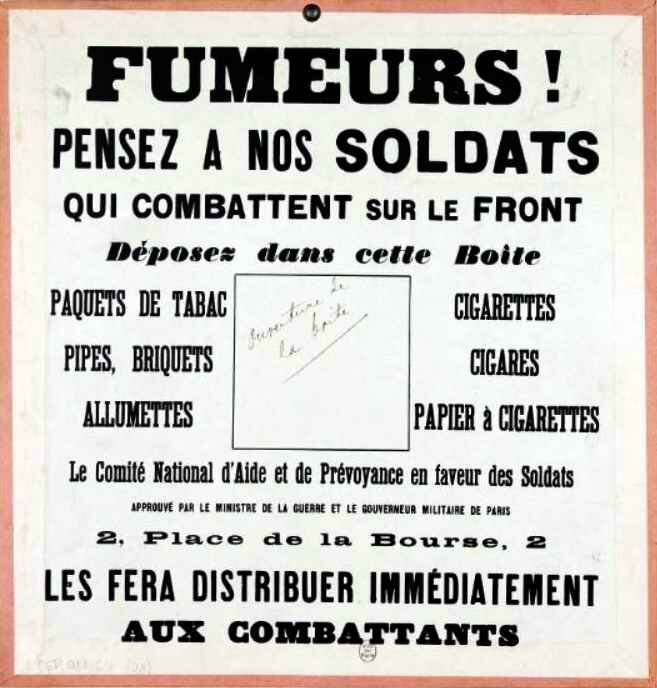 FUMEURS !
PENSEZ A NOS SOLDATS
QUI COMBATTENT SUR LE FRONT
Déposez dans cette Boîte
PAQUETS DE TABAC
PIPES, BRIQUETS
ALLUMETTES
ouverture de
la boîte
CIGARETTES
CIGARES
PAPIER à CIGARETTES
Le Comité National d'Aide et de Prévoyance en faveur des Soldats
APPROUVÉ PAR LE MINISTRE DE LA GUERRE ET LE GOUVERNEUR MILITAIRE DE PARIS
2, Place de la Bourse, 2
LES FERA DISTRIBUER IMMÉDIATEMENT
AUX COMBATTANTS